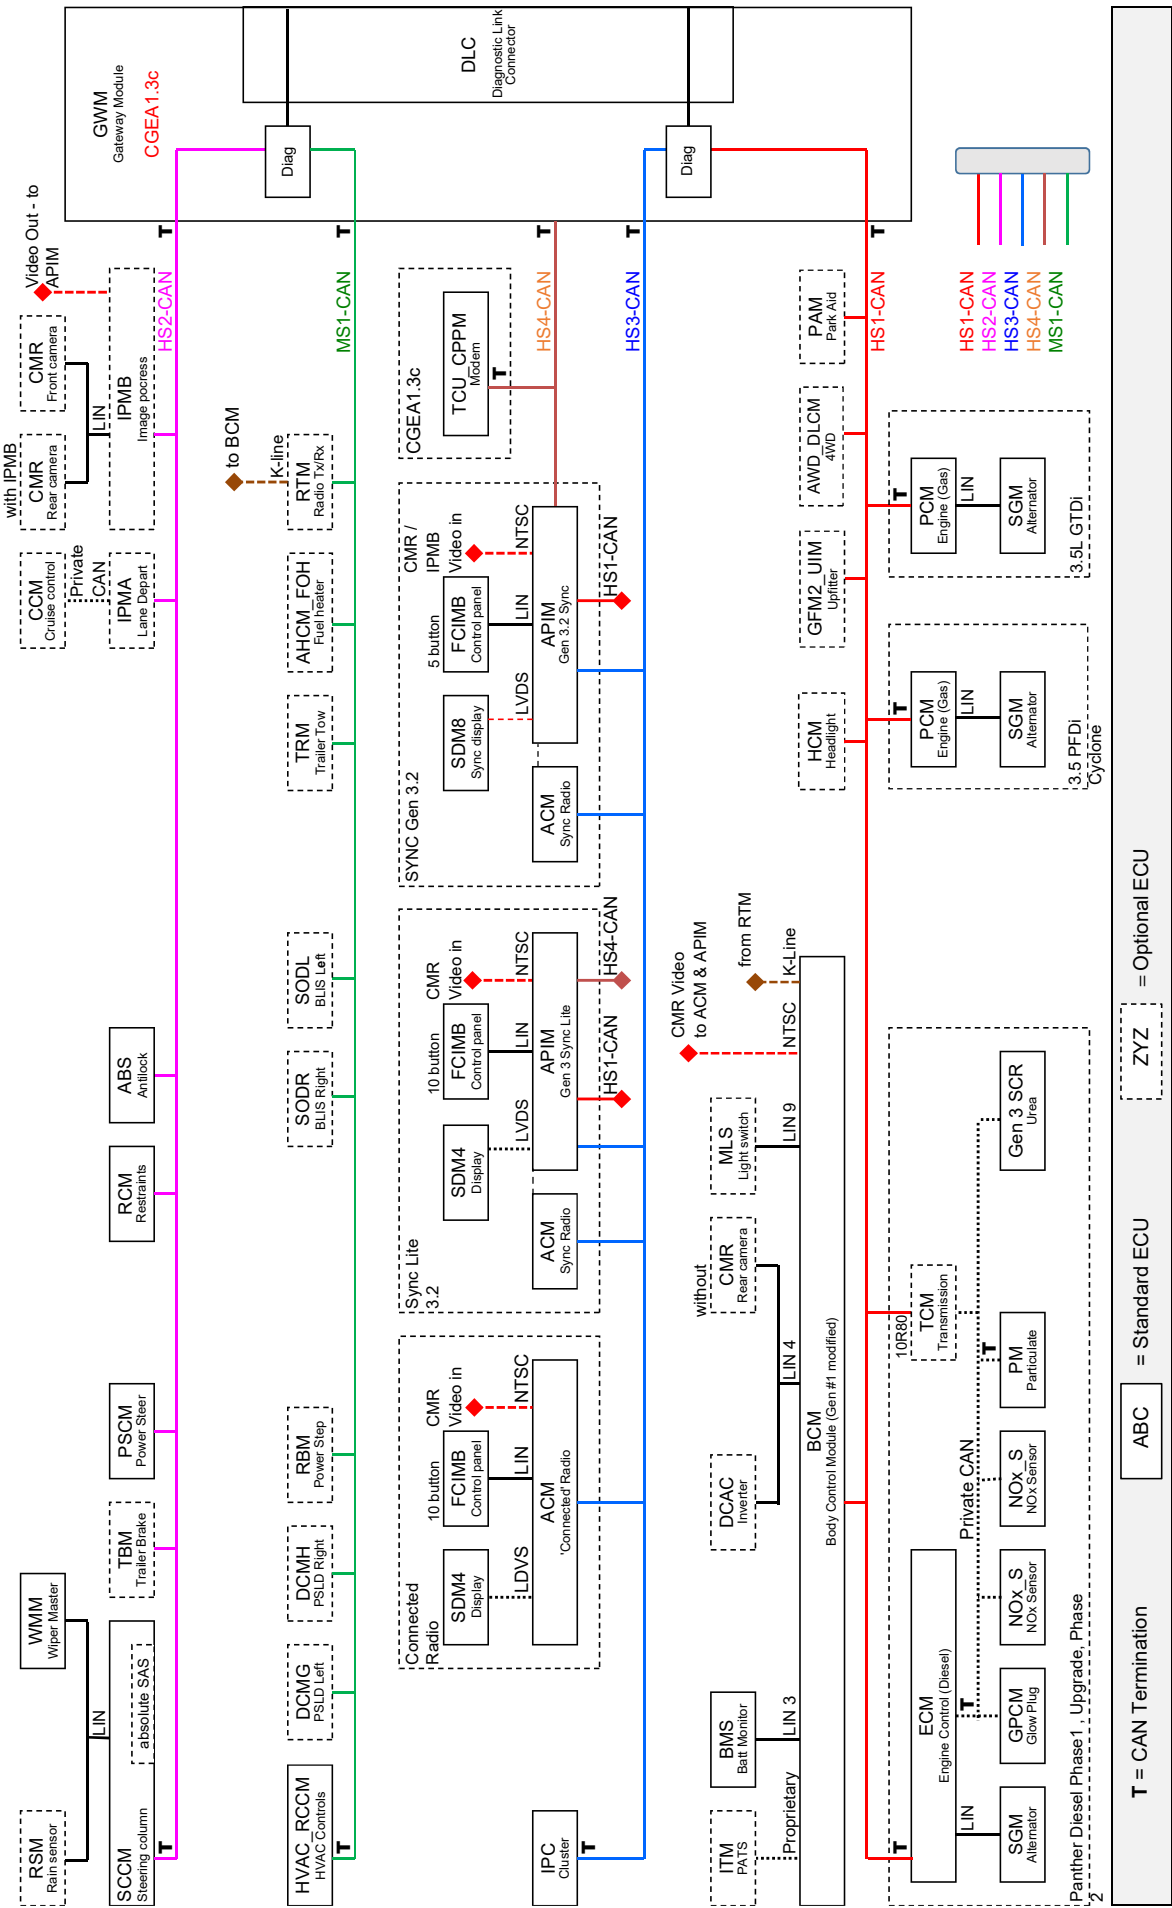 RSM
Rain sensor
WMM
Wiper Master
LIN
SCCM
Steering column
absolute SAS
T
TBM
Trailer Brake
PSCM
Power Steer
RCM
Restraints
ABS
Antilock
CCM
Cruise control
Private
CAN
IPMA
Lane Depart
with IPMB
CMR
Rear camera
CMR
Front camera
LIN
IPMB
Image pocress
Video Out - to
APIM
HS2-CAN
T
GWM
Gateway Module
CGEA1.3c
DLC
Diagnostic Link
Connector
Diag
Diag
HVAC_RCCM
HVAC Controls
T
DCMG
PSLD Left
DCMH
PSLD Right
RBM
Power Step
SODR
BLIS Right
SODL
BLIS Left
TRM
Trailer Tow
AHCM_FOH
Fuel heater
RTM
Radio Tx/Rx
K-line
to BCM
MS1-CAN
T
IPC
Cluster
T
Connected
Radio
SDM4
Display
LDVS
10 button
FCIMB
Control panel
LIN
CMR
Video in
NTSC
ACM
'Connected' Radio
Sync Lite
3.2
ACM
Sync Radio
SDM4
Display
LVDS
10 button
FCIMB
Control panel
LIN
CMR
Video in
NTSC
APIM
Gen 3 Sync Lite
HS1-CAN
HS4-CAN
SYNC Gen 3.2
ACM
Sync Radio
SDM8
Sync display
LVDS
5 button
FCIMB
Control panel
LIN
CMR /
IPMB
Video in
NTSC
APIM
Gen 3.2 Sync
HS1-CAN
CGEA1.3c
TCU_CPPM
Modem
T
HS4-CAN
T
HS3-CAN
T
ITM
PATS
Proprietary
BMS
Batt Monitor
LIN 3
DCAC
Inverter
LIN 4
without
CMR
Rear camera
MLS
Light switch
LIN 9
CMR Video
to ACM & APIM
NTSC
from RTM
K-Line
BCM
Body Control Module (Gen #1 modified)
HCM
Headlight
GFM2_UIM
Upfitter
AWD_DLCM
4WD
PAM
Park Aid
HS1-CAN
T
T
ECM
Engine Control (Diesel)
LIN
SGM
Alternator
T
GPCM
Glow Plug
NOx_S
NOx Sensor
NOx_S
NOx Sensor
Private CAN
T
PM
Particulate
10R80
TCM
Transmission
Gen 3 SCR
Urea
Panther Diesel Phase1 , Upgrade, Phase
2
T
PCM
Engine (Gas)
LIN
SGM
Alternator
3.5 PFDi
Cyclone
T
PCM
Engine (Gas)
LIN
SGM
Alternator
3.5L GTDi
HS1-CAN
HS2-CAN
HS3-CAN
HS4-CAN
MS1-CAN
T = CAN Termination
ABC
= Standard ECU
ZYZ
= Optional ECU